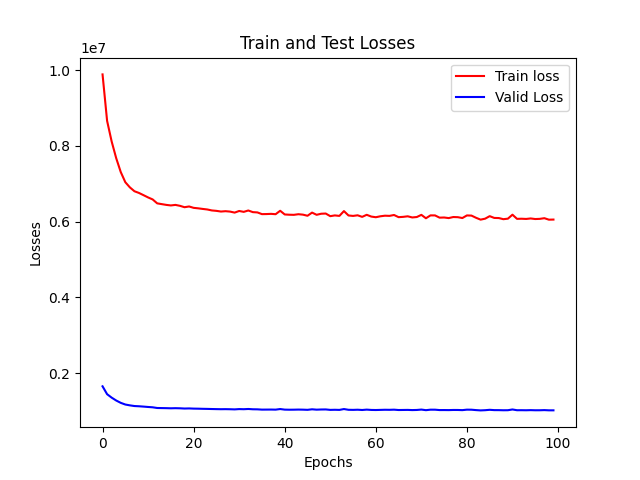 Train and Test Losses
1e7
Train loss
Valid Loss
1.0
0.8
0.6
0.4
0.2
Losses
0 20 40 60 80 100
Epochs